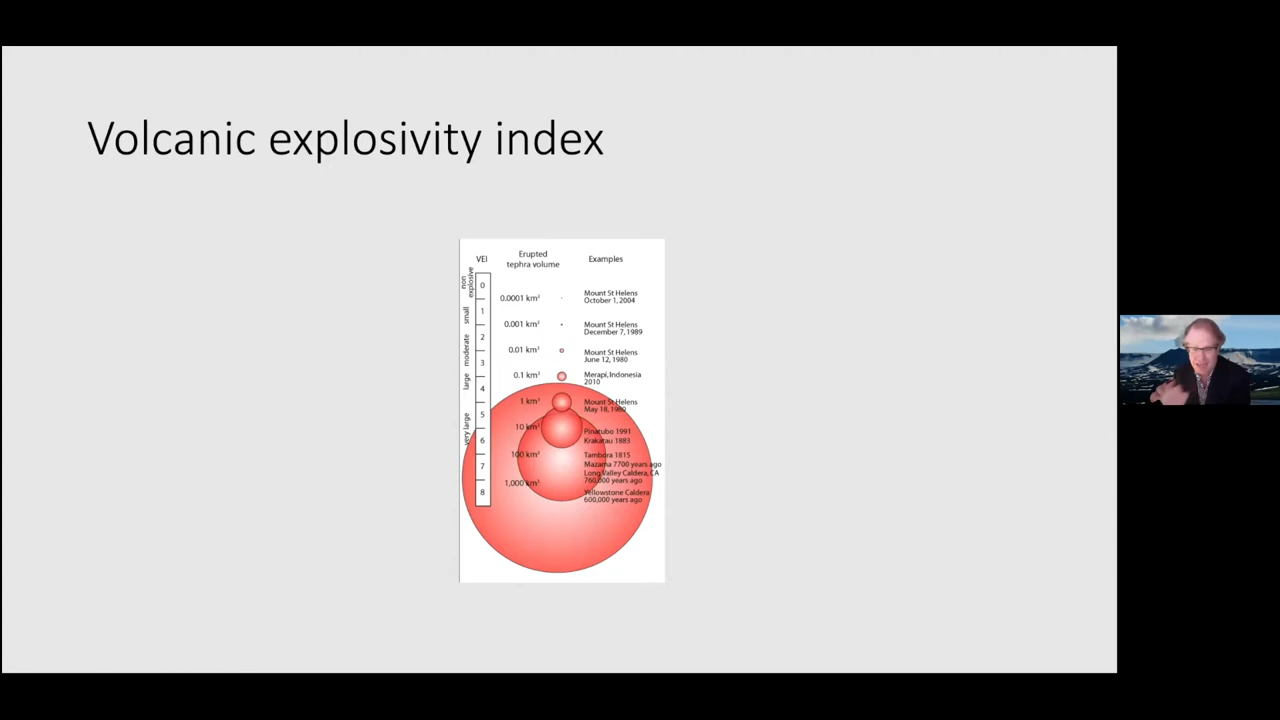 Volcanic explosivity index
VEI
Erupted
tephra volume
Examples
non
explosive
small
moderate
large
very large
0
1
2
3
4
5
6
7
8
0.0001 km³
0.001 km³
0.01 km³
0.1 km³
1 km³
10 km³
100 km³
1,000 km³
Mount St Helens
October 1, 2004
Mount St Helens
December 7, 1989
Mount St Helens
June 12, 1980
Merapi, Indonesia
2010
Mount St Helens
May 18, 1980
Pinatubo 1991
Krakatau 1883
Tambora 1815
Mazama 7700 years ago
Long Valley Caldera, CA
760,000 years ago
Yellowstone Caldera
600,000 years ago